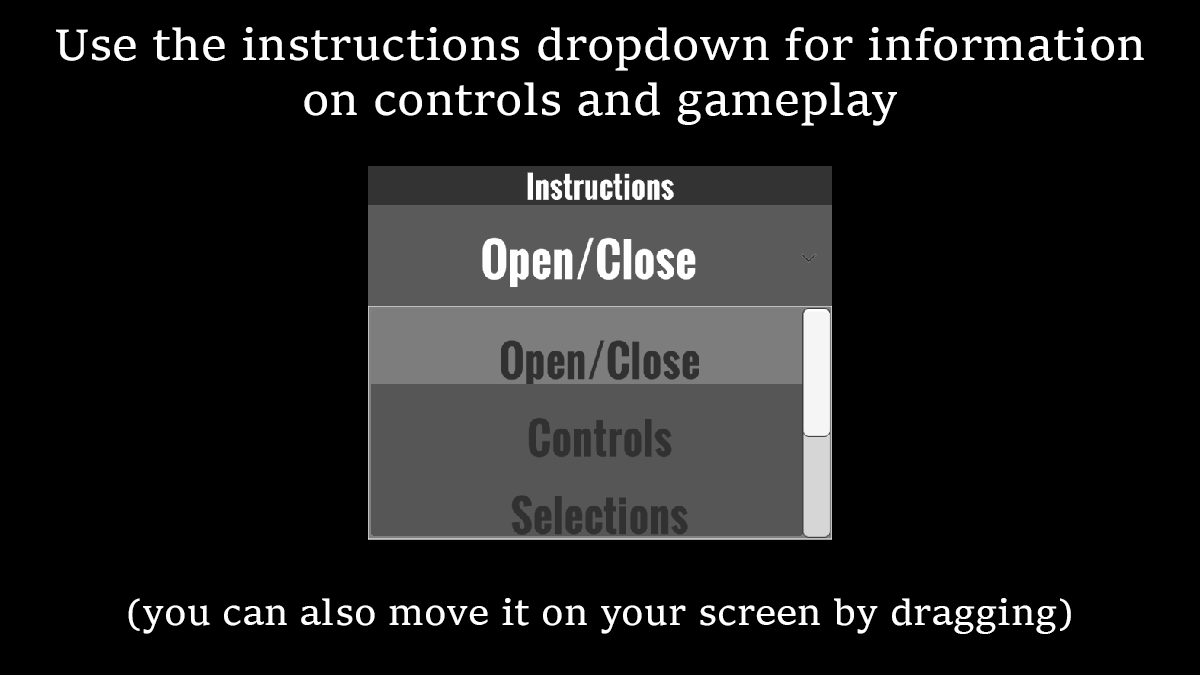 Use the instructions dropdown for information
on controls and gameplay
Instructions
Open/Close
Open/Close
Controls
Selections
(you can also move it on your screen by dragging)